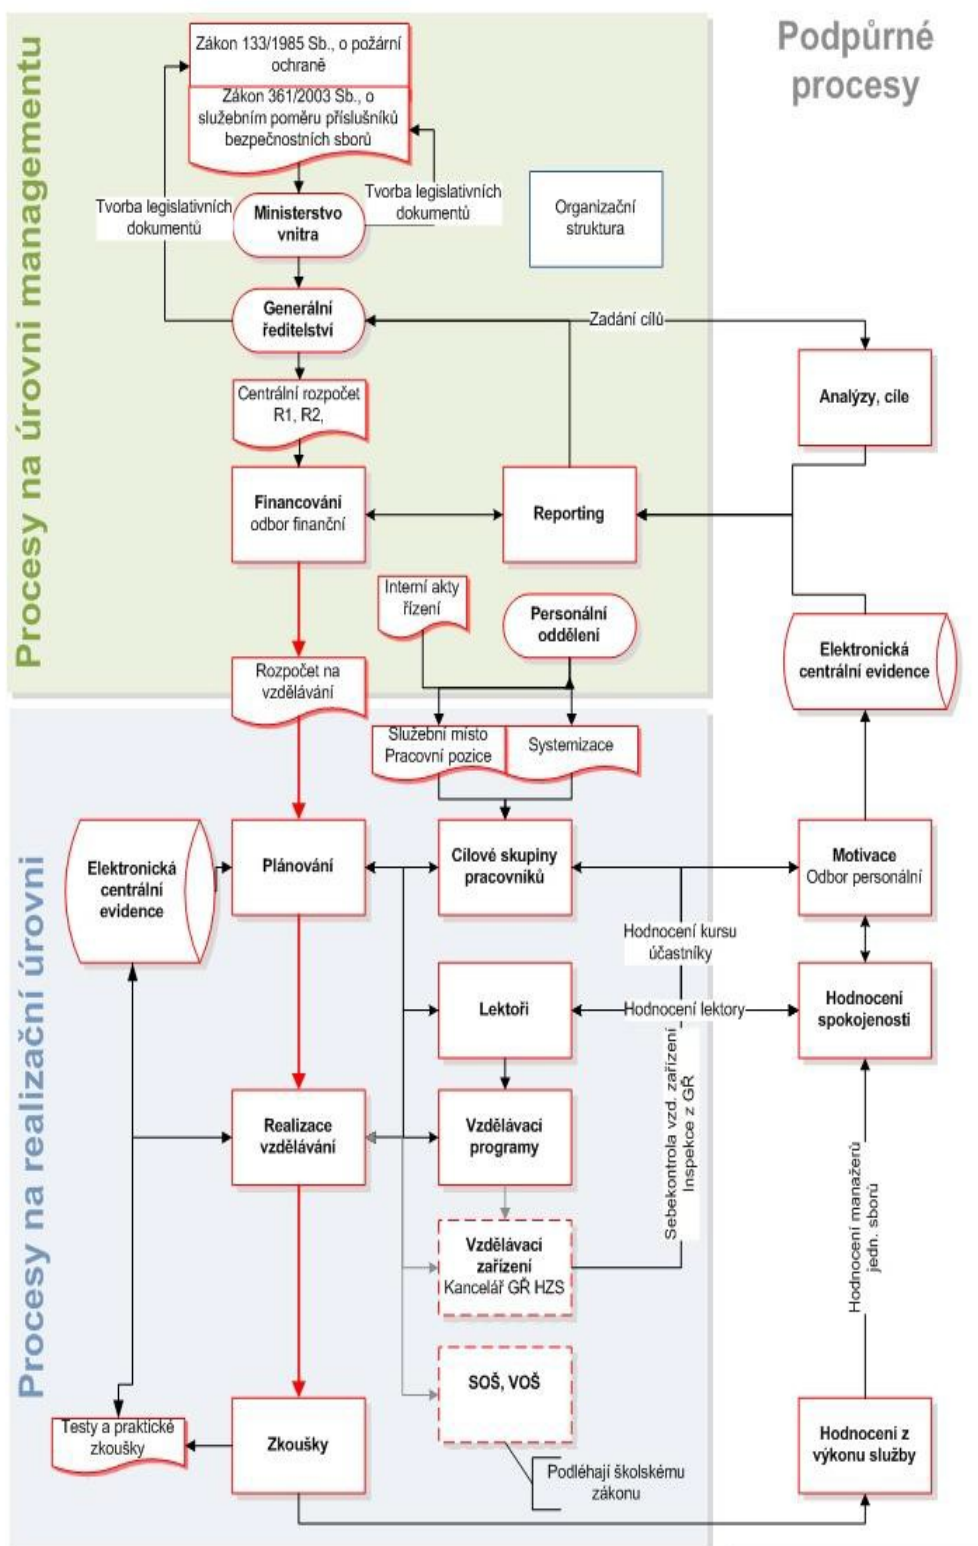 Procesy na úrovni managementu
Podpůrné
procesy
Zákon 133/1985 Sb., o požární
ochraně
Zákon 361/2003 Sb., o
služebním poměru příslušníků
bezpečnostních sborů
Tvorba legislativních
dokumentů
Tvorba legislativních
dokumentů
Ministerstvo
vnitra
Organizační
struktura
Generální
ředitelství
Zadání cílů
Centrální rozpočet
R1, R2,
Analýzy, cíle
Financování
odbor finanční
Reporting
Interní akty
řízení
Personální
oddělení
Elektronická
centrální evidence
Rozpočet na
vzdělávání
Procesy na realizační úrovni
Služební místo
Pracovní pozice
Systemizace
Elektronická
centrální
evidence
Plánování
Cílové skupiny
pracovníků
Motivace
Odbor personální
Hodnocení kursu
účastníky
Lektoři
Hodnocení lektory
Hodnocení
spokojenosti
Sebekontrola vzd. zařízení
Inspekce z GŘ
Realizace
vzdělávání
Vzdělávací
programy
Hodnocení manažerů
jedn. sborů
Vzdělávací
zařízení
Kancelář GŘ HZS
SOŠ, VOŠ
Testy a praktické
zkoušky
Zkoušky
Podléhají školskému
zákonu
Hodnocení z
výkonu služby